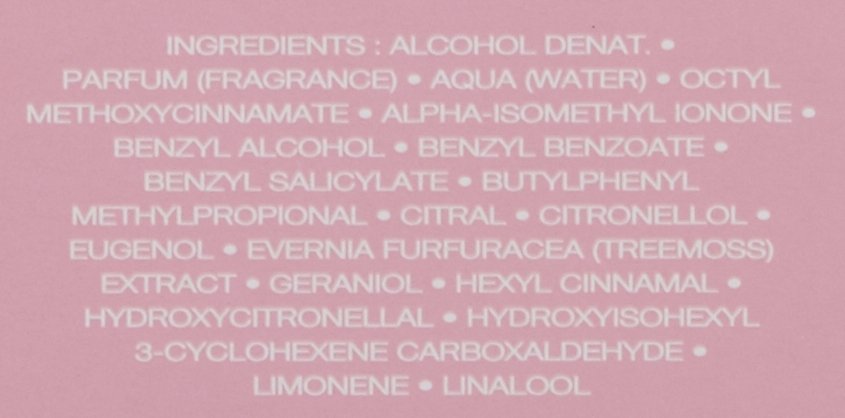 INGREDIENTS : ALCOHOL DENAT. •
PARFUM (FRAGRANCE) • AQUA (WATER) • OCTYL
METHOXYCINNAMATE • ALPHA-ISOMETHYL IONONE •
BENZYL ALCOHOL • BENZYL BENZOATE •
BENZYL SALICYLATE • BUTYLPHENYL
METHYLPROPIONAL • CITRAL • CITRONELLOL •
EUGENOL • EVERNIA FURFURACEA (TREEMOSS)
EXTRACT • GERANIOL • HEXYL CINNAMAL •
HYDROXYCITRONELLAL • HYDROXYISOHEXYL
3-CYCLOHEXENE CARBOXALDEHYDE •
LIMONENE • LINALOOL